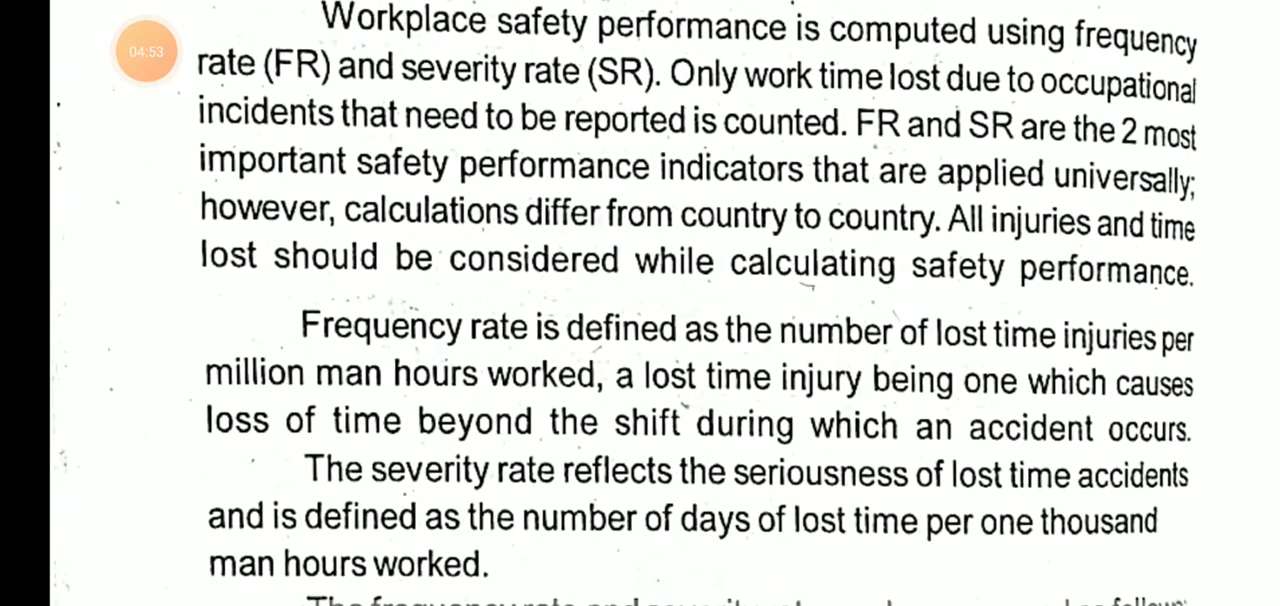 04:53
Workplace safety performance is computed using frequency
rate (FR) and severity rate (SR). Only work time lost due to occupational
incidents that need to be reported is counted. FR and SR are the 2 most
important safety performance indicators that are applied universally;
however, calculations differ from country to country. All injuries and time
lost should be considered while calculating safety performance.
Frequency rate is defined as the number of lost time injuries per
million man hours worked, a lost time injury being one which causes
loss of time beyond the shift during which an accident occurs.
The severity rate reflects the seriousness of lost time accidents
and is defined as the number of days of lost time per one thousand
man hours worked.
The frequency rate and severity